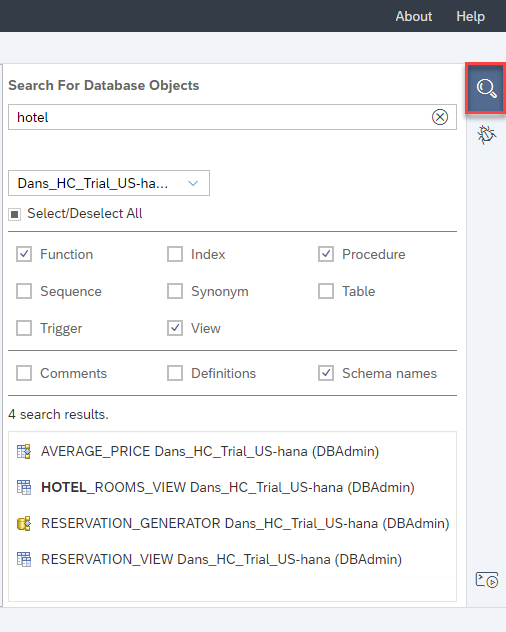 About Help
Search For Database Objects
hotel
Dans_HC_Trial_US-ha...
Select/Deselect All
Function Index Procedure
Sequence Synonym Table
Trigger View
Comments Definitions Schema names
4 search results.
AVERAGE_PRICE Dans_HC_Trial_US-hana (DBAdmin)
HOTEL_ROOMS_VIEW Dans_HC_Trial_US-hana (DBAdmin)
RESERVATION_GENERATOR Dans_HC_Trial_US-hana (DBAdmin)
RESERVATION_VIEW Dans_HC_Trial_US-hana (DBAdmin)